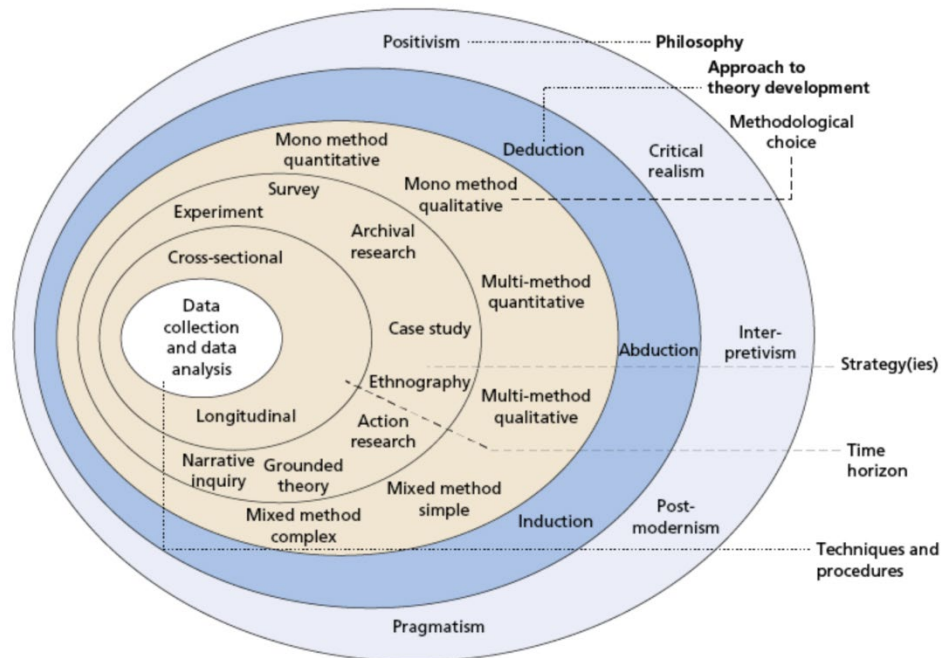 Positivism
Philosophy
Approach to
theory development
Methodological
choice
Mono method
quantitative
Deduction
Critical
realism
Survey
Mono method
qualitative
Experiment
Archival
research
Cross-sectional
Multi-method
quantitative
Data
collection
and data
analysis
Case study
Inter-
pretivism
Abduction
Strategy(ies)
Ethnography
Multi-method
qualitative
Longitudinal
Action
research
Time
horizon
Narrative
inquiry
Grounded
theory
Mixed method
simple
Mixed method
complex
Induction
Post-
modernism
Techniques and
procedures
Pragmatism